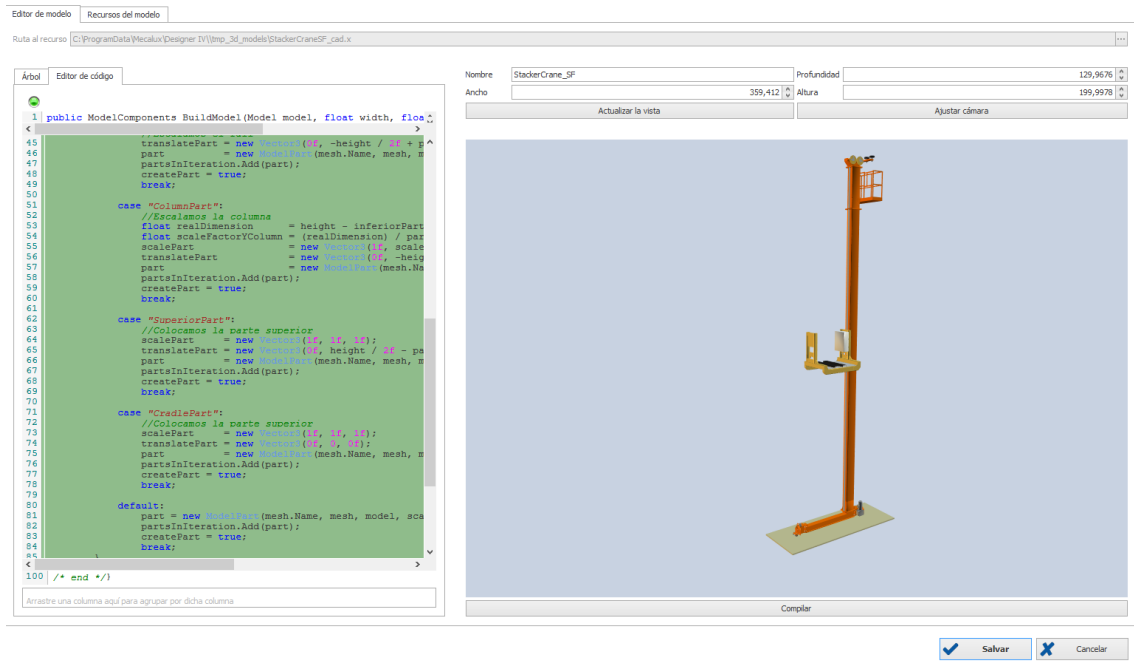 Editor de modelo Recursos del modelo
Ruta al recurso C:\ProgramData\Mecalux\Designer IV\\tmp_3d_models\StackerCraneSF_cad.x ...
Árbol Editor de código
1 public ModelComponents BuildModel(Model model, float width, floa
45 translatePart = new Vector3(0f, -height / 2f + p
46 part = new ModelPart(mesh.Name, mesh, m
47 partsInIteration.Add(part);
48 createPart = true;
49 break;
50
51 case "ColumnPart":
52 //Escalamos la columna
53 float realDimension = height - inferiorPart
54 float scaleFactorYColumn = (realDimension) / par
55 scalePart = new Vector3(1f, scale
56 translatePart = new Vector3(0f, -heig
57 part = new ModelPart(mesh.Na
58 partsInIteration.Add(part);
59 createPart = true;
60 break;
61
62 case "SuperiorPart":
63 //Colocamos la parte superior
64 scalePart = new Vector3(1f, 1f, 1f);
65 translatePart = new Vector3(0f, height / 2f - pa
66 part = new ModelPart(mesh.Name, mesh, m
67 partsInIteration.Add(part);
68 createPart = true;
69 break;
70
71 case "CradlePart":
72 //Colocamos la parte superior
73 scalePart = new Vector3(1f, 1f, 1f);
74 translatePart = new Vector3(0f, 0, 0f);
75 part = new ModelPart(mesh.Name, mesh, m
76 partsInIteration.Add(part);
77 createPart = true;
78 break;
79
80 default:
81 part = new ModelPart(mesh.Name, mesh, model, sca
82 partsInIteration.Add(part);
83 createPart = true;
84 break;
85 }
100 /* end */}
Arrastre una columna aquí para agrupar por dicha columna
Nombre StackerCrane_SF Profundidad 129,9676
Ancho 359,412 Altura 199,9978
Actualizar la vista Ajustar cámara
Compilar
Salvar Cancelar